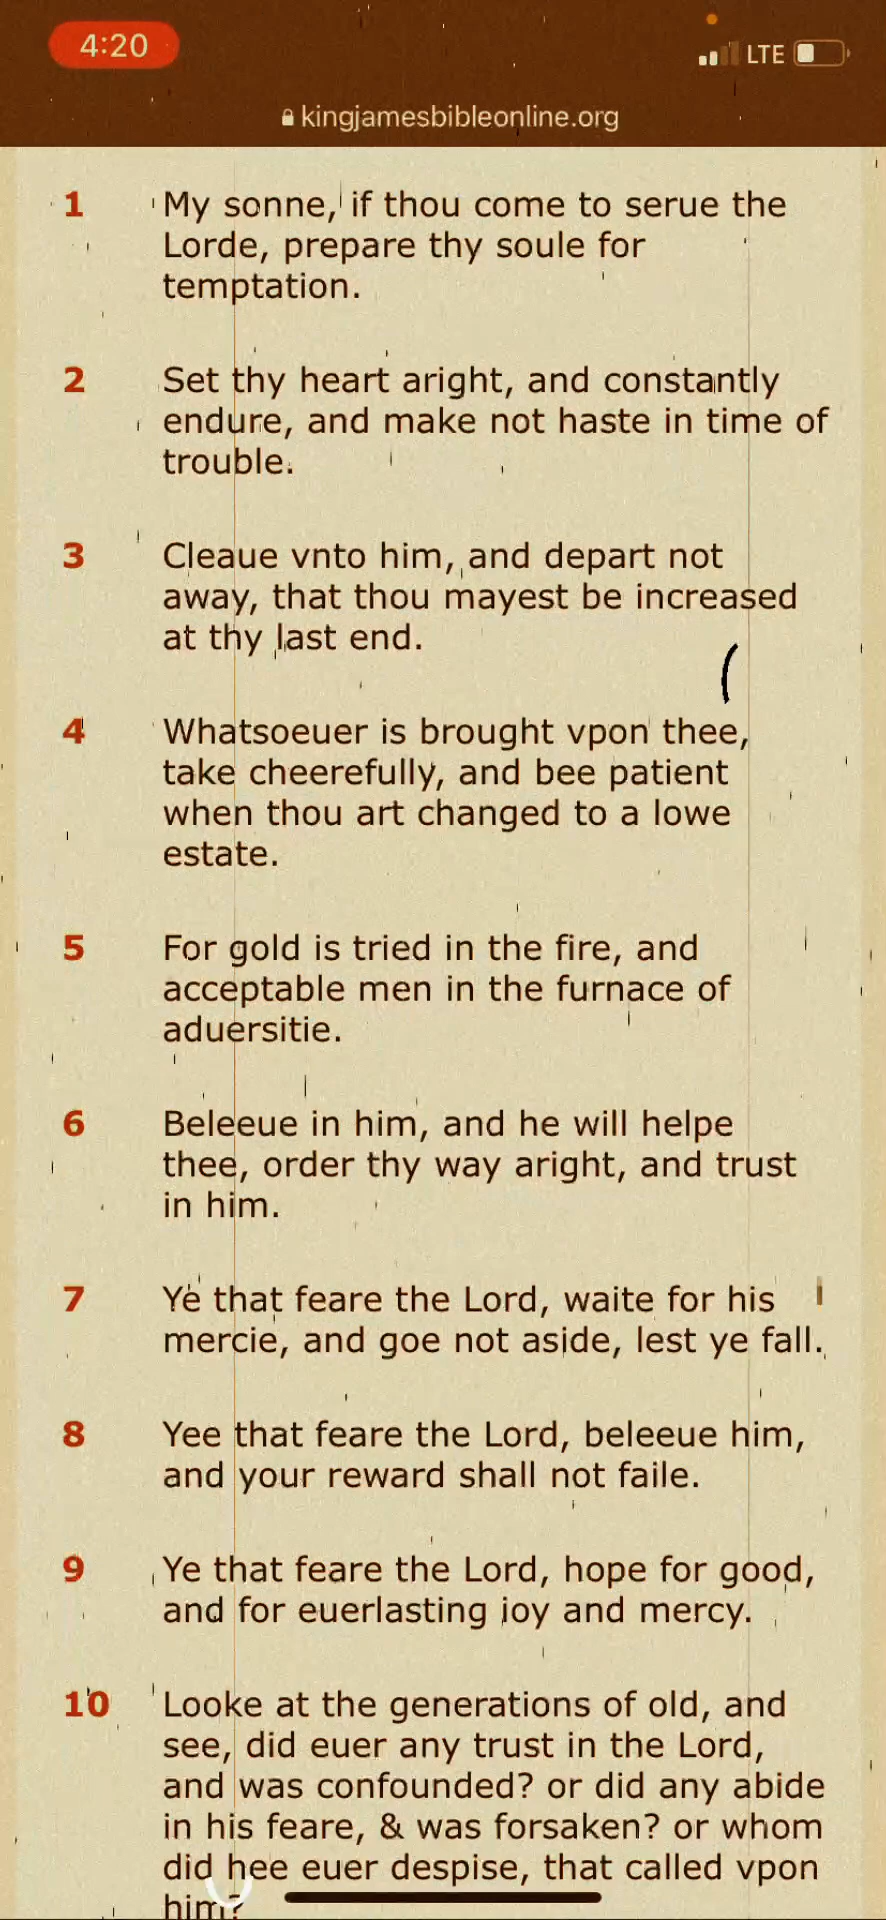 4:20
LTE
kingjamesbibleonline.org
1 My sonne, if thou come to serue the
Lorde, prepare thy soule for
temptation.
2 Set thy heart aright, and constantly
endure, and make not haste in time of
trouble.
3 Cleaue vnto him, and depart not
away, that thou mayest be increased
at thy last end.
4 Whatsoeuer is brought vpon thee,
take cheerefully, and bee patient
when thou art changed to a lowe
estate.
5 For gold is tried in the fire, and
acceptable men in the furnace of
aduersitie.
6 Beleeue in him, and he will helpe
thee, order thy way aright, and trust
in him.
7 Ye that feare the Lord, waite for his
mercie, and goe not aside, lest ye fall.
8 Yee that feare the Lord, beleeue him,
and your reward shall not faile.
9 Ye that feare the Lord, hope for good,
and for euerlasting ioy and mercy.
10 Looke at the generations of old, and
see, did euer any trust in the Lord,
and was confounded? or did any abide
in his feare, & was forsaken? or whom
did hee euer despise, that called vpon
him?